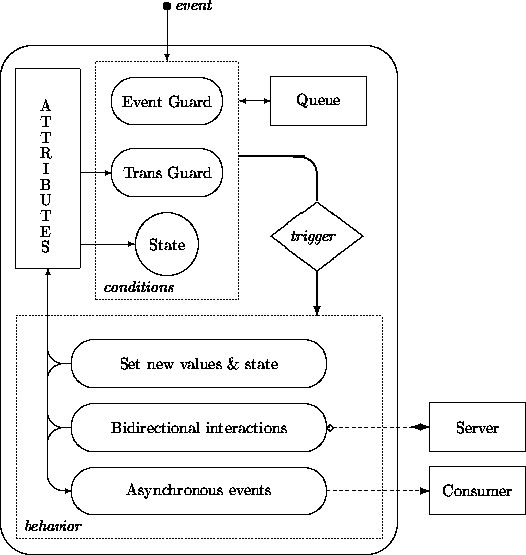 event
Event Guard
Queue
ATTRIBUTES
Trans Guard
trigger
State
conditions
Set new values & state
Bidirectional interactions
Server
Asynchronous events
Consumer
behavior